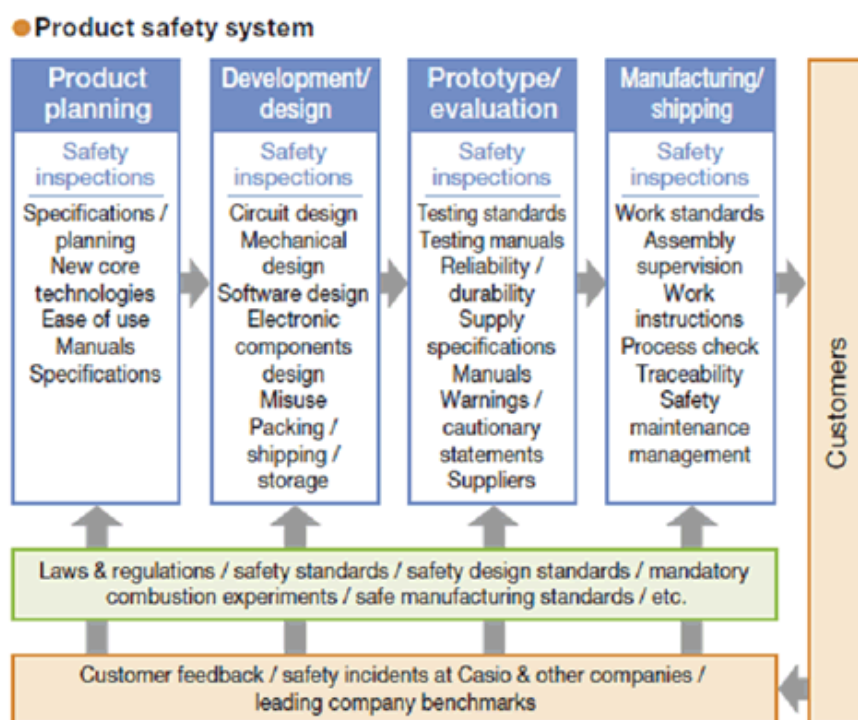 Product safety system
Product
planning
Safety
inspections
Specifications /
planning
New core
technologies
Ease of use
Manuals
Specifications
Development/
design
Safety
inspections
Circuit design
Mechanical
design
Software design
Electronic
components
design
Misuse
Packing /
shipping /
storage
Prototype/
evaluation
Safety
inspections
Testing standards
Testing manuals
Reliability /
durability
Supply
specifications
Manuals
Warnings /
cautionary
statements
Suppliers
Manufacturing/
shipping
Safety
inspections
Work standards
Assembly
supervision
Work
instructions
Process check
Traceability
Safety
maintenance
management
Customers
Laws & regulations / safety standards / safety design standards / mandatory
combustion experiments / safe manufacturing standards / etc.
Customer feedback / safety incidents at Casio & other companies /
leading company benchmarks